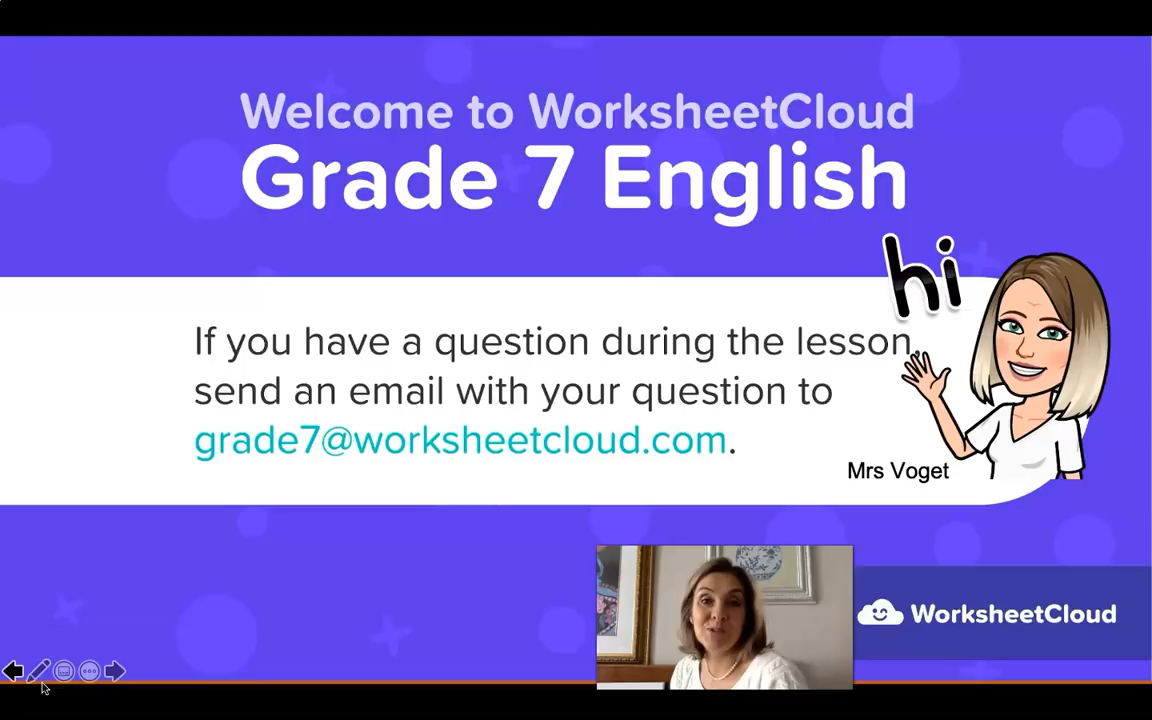 Welcome to WorksheetCloud
Grade 7 English
hi
If you have a question during the lesson,
send an email with your question to
grade7@worksheetcloud.com.
Mrs Voget
WorksheetCloud